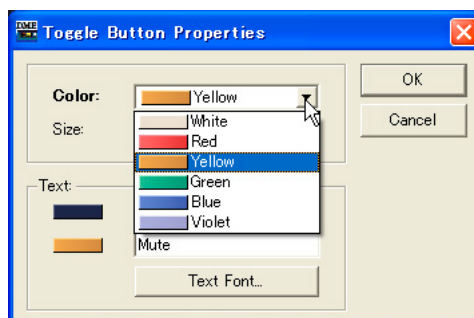 Toggle Button Properties
Color:
Yellow
OK
Size:
White
Cancel
Red
Yellow
Text:
Green
Blue
Violet
Mute
Text Font...